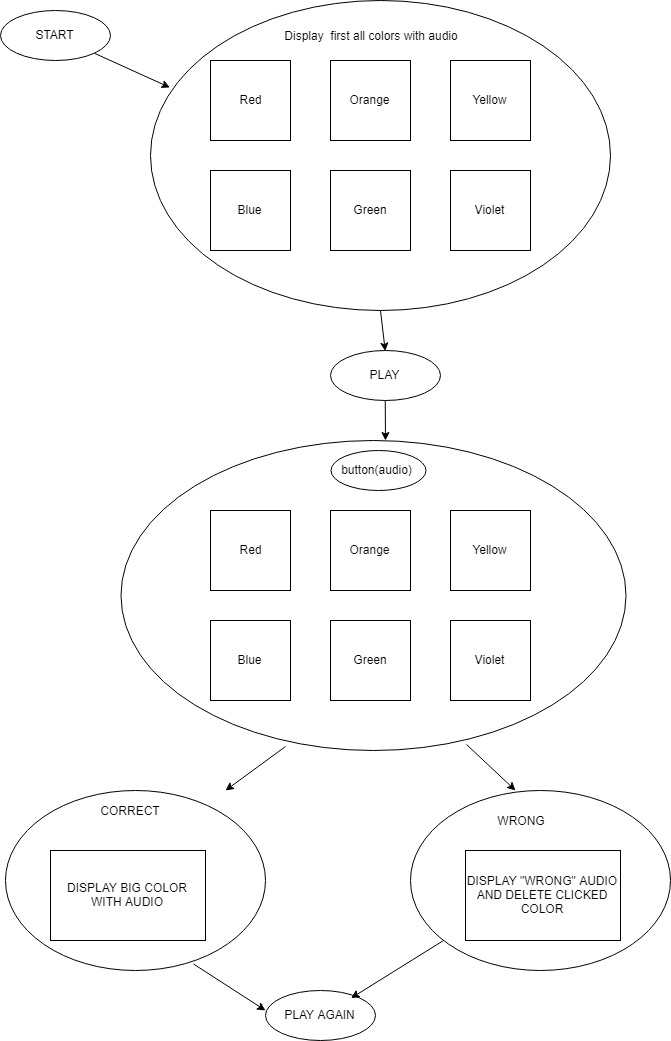 START
Display  first all colors with audio
Red
Orange
Yellow
Blue
Green
Violet
PLAY
button(audio)
Red
Orange
Yellow
Blue
Green
Violet
CORRECT
DISPLAY BIG COLOR
WITH AUDIO
WRONG
DISPLAY "WRONG" AUDIO
AND DELETE CLICKED
COLOR
PLAY AGAIN